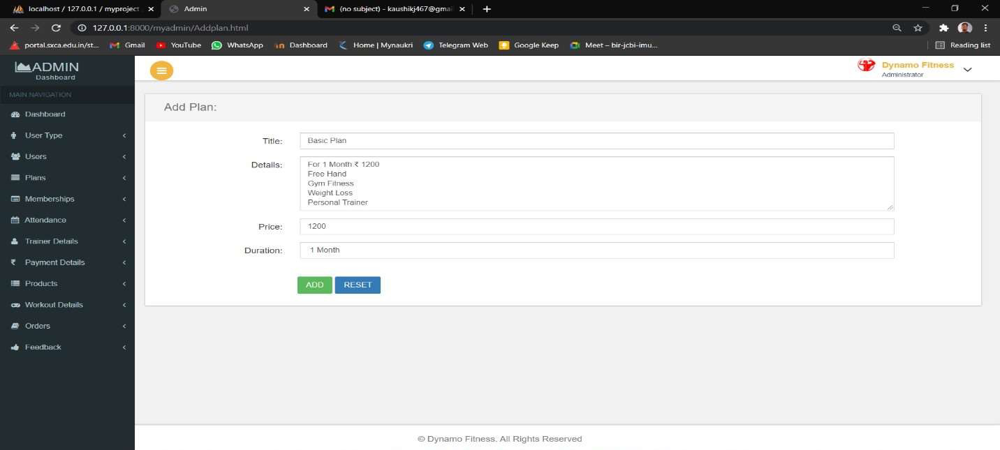 localhost / 127.0.0.1 / myproject
Admin
(no subject) - kaushikj467@gmai
127.0.0.1:8000/myadmin/Addplan.html
portal.sxca.edu.in/st...
Gmail
YouTube
WhatsApp
Dashboard
Home | Mynaukri
Telegram Web
Google Keep
Meet – bir-jcbi-imu...
Reading list
ADMIN
Dashboard
Dynamo Fitness
Administrator
MAIN NAVIGATION
Dashboard
User Type
Users
Plans
Memberships
Attendance
Trainer Details
Payment Details
Products
Workout Details
Orders
Feedback
Add Plan:
Title: Basic Plan
Details: For 1 Month ₹ 1200
Free Hand
Gym Fitness
Weight Loss
Personal Trainer
Price: 1200
Duration: 1 Month
ADD RESET
© Dynamo Fitness. All Rights Reserved